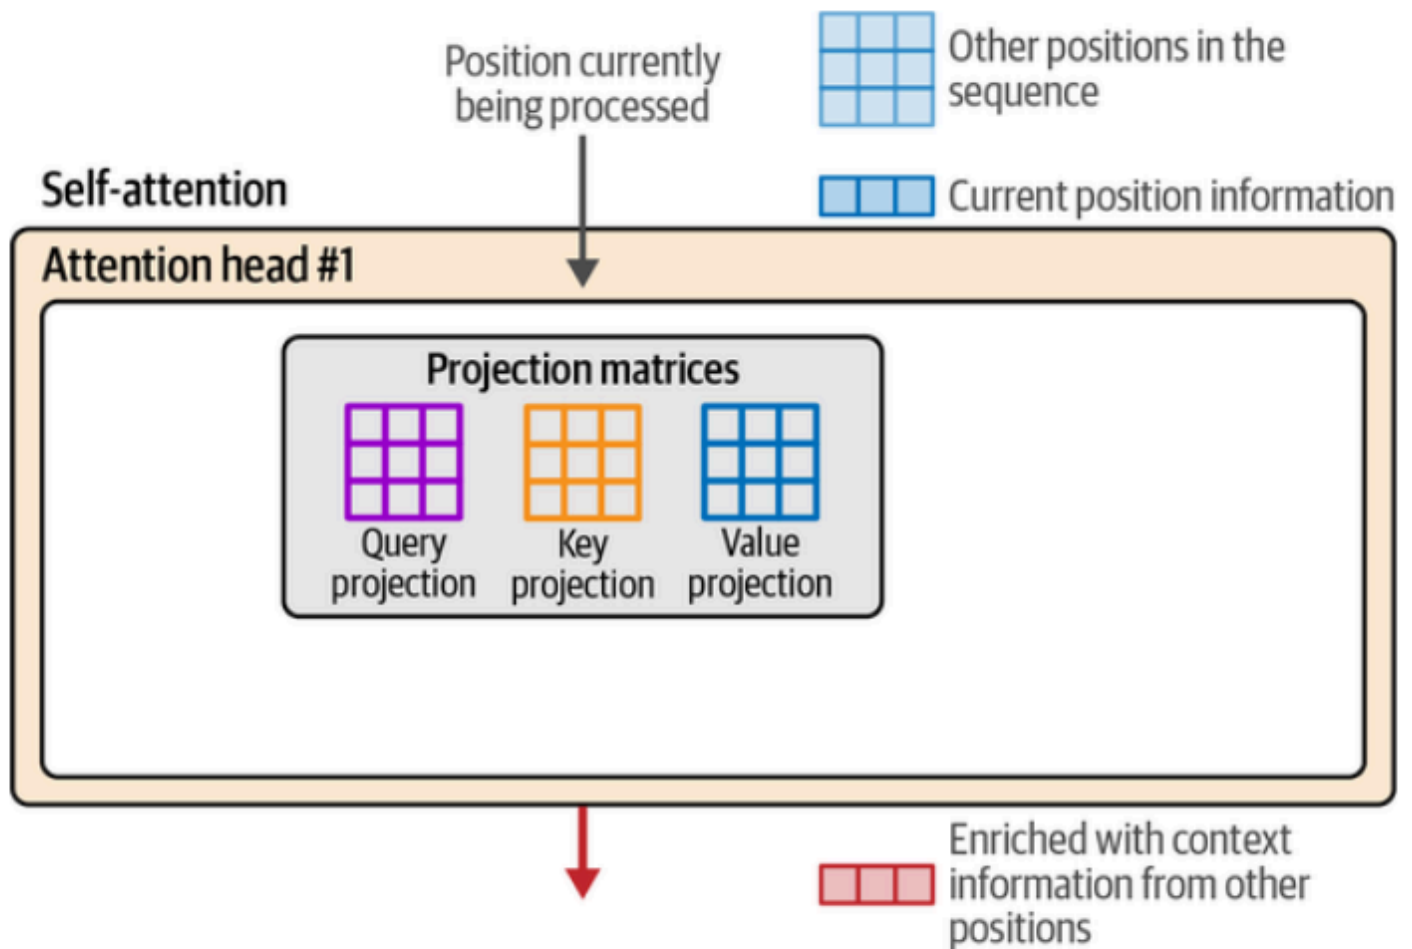 Position currently
being processed
Other positions in the
sequence
Current position information
Self-attention
Attention head #1
Projection matrices
Query
projection
Key
projection
Value
projection
Enriched with context
information from other
positions